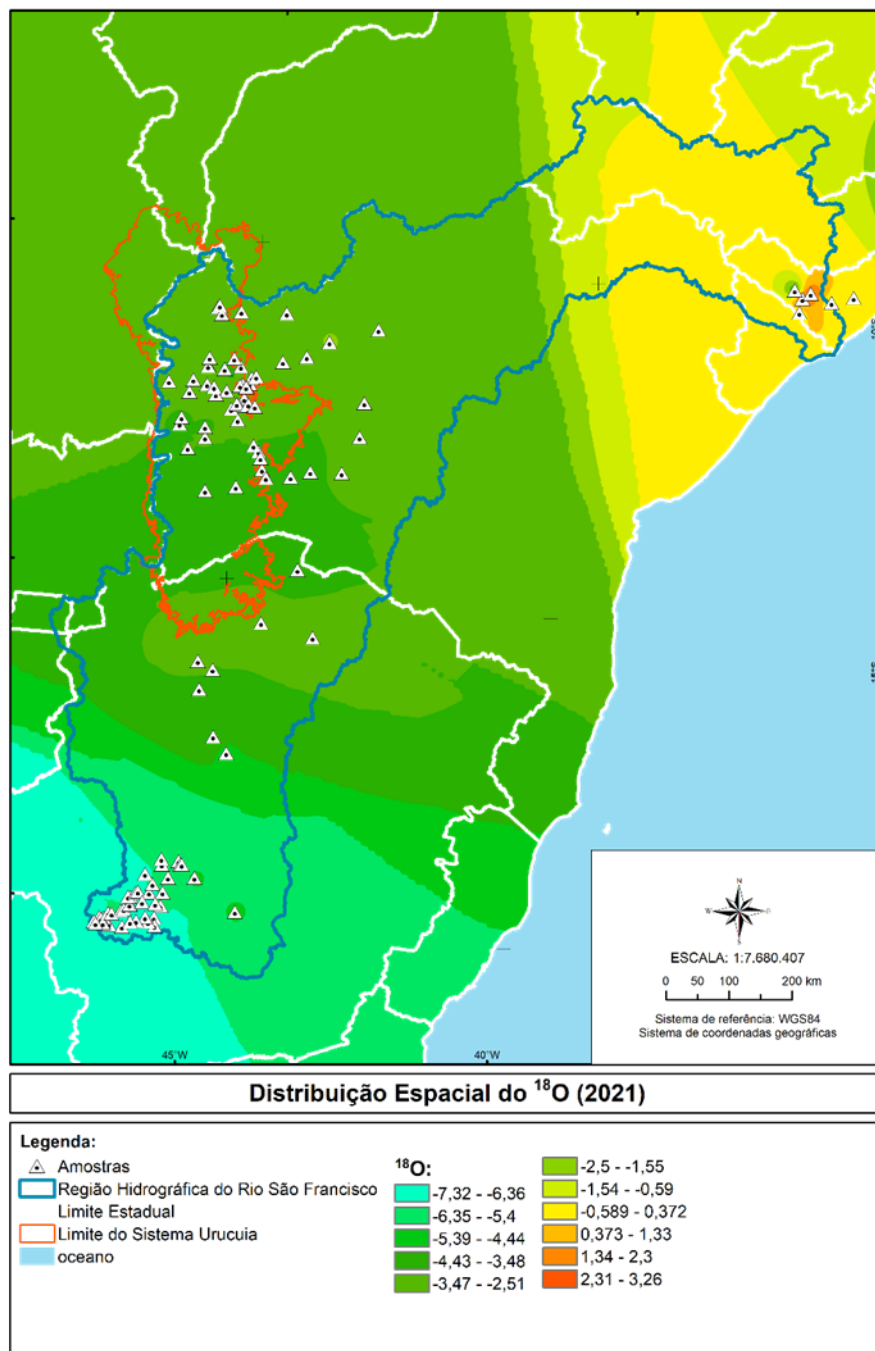 10°S
15°S
45°W
40°W
N
W
E
S
ESCALA: 1:7.680.407
0 50 100 200 km
Sistema de referência: WGS84
Sistema de coordenadas geográficas
Distribuição Espacial do ¹⁸O (2021)
Legenda:
Amostras
Região Hidrográfica do Rio São Francisco
Limite Estadual
Limite do Sistema Urucuia
oceano
¹⁸O:
-7,32 - -6,36
-6,35 - -5,4
-5,39 - -4,44
-4,43 - -3,48
-3,47 - -2,51
-2,5 - -1,55
-1,54 - -0,59
-0,589 - 0,372
0,373 - 1,33
1,34 - 2,3
2,31 - 3,26